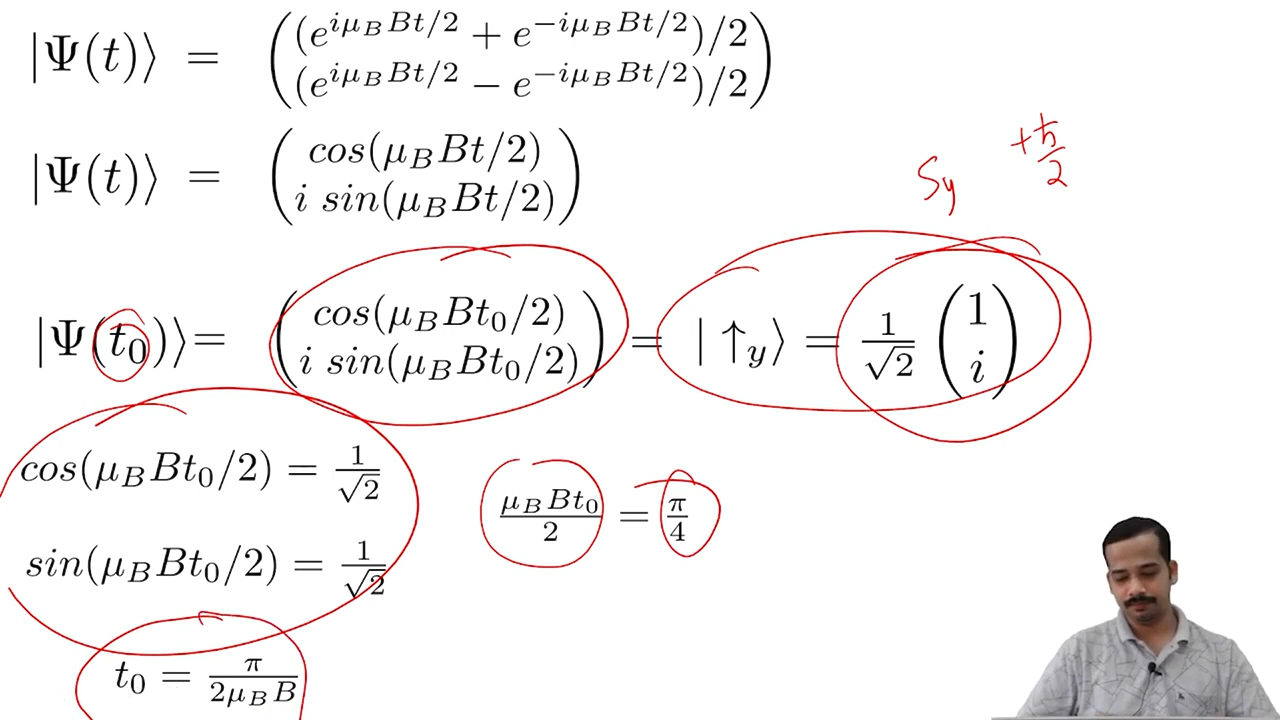 |Ψ(t)⟩ = ( (e^{iμ_B Bt/2} + e^{-iμ_B Bt/2})/2
(e^{iμ_B Bt/2} − e^{-iμ_B Bt/2})/2 )
|Ψ(t)⟩ = ( cos(μ_B Bt/2)
i sin(μ_B Bt/2) )
S_y +ħ/2
|Ψ(t_0)⟩ = ( cos(μ_B Bt_0/2)
i sin(μ_B Bt_0/2) ) = |↑_y⟩ = 1/√2 ( 1
i )
cos(μ_B Bt_0/2) = 1/√2
μ_B Bt_0/2 = π/4
sin(μ_B Bt_0/2) = 1/√2
t_0 = π/2μ_B B